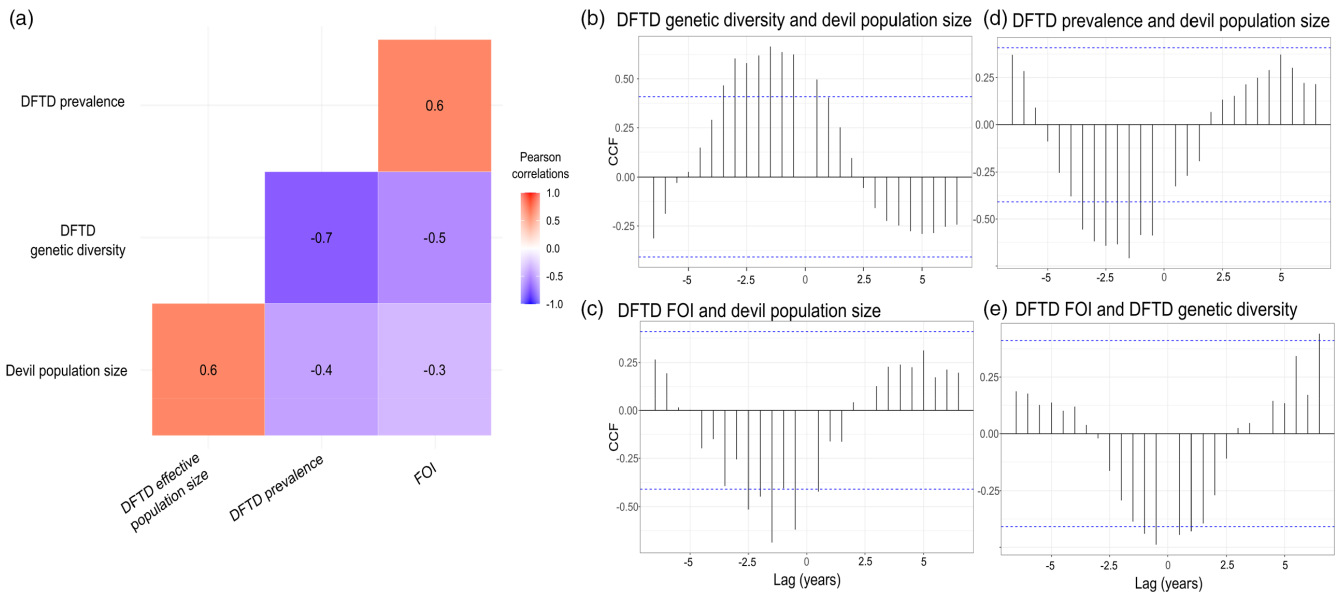 (a)
DFTD prevalence
DFTD
genetic diversity
Devil population size
0.6
-0.7
-0.5
0.6
-0.4
-0.3
DFTD effective
population size
DFTD prevalence
FOI
Pearson
correlations
1.0
0.5
0.0
-0.5
-1.0
(b) DFTD genetic diversity and devil population size
CCF
0.50
0.25
0.00
-0.25
-5
-2.5
0
2.5
5
(c) DFTD FOI and devil population size
CCF
0.25
0.00
-0.25
-0.50
-5
-2.5
0
2.5
5
Lag (years)
(d) DFTD prevalence and devil population size
0.25
0.00
-0.25
-0.50
-5
-2.5
0
2.5
5
(e) DFTD FOI and DFTD genetic diversity
0.25
0.00
-0.25
-5
-2.5
0
2.5
5
Lag (years)